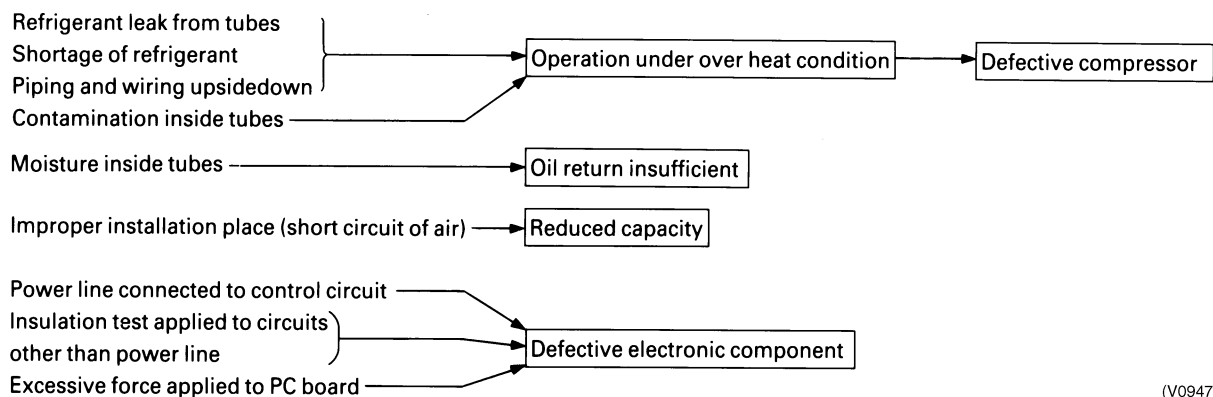 Refrigerant leak from tubes
Shortage of refrigerant
Piping and wiring upsidedown
Contamination inside tubes
Operation under over heat condition
Defective compressor
Moisture inside tubes
Oil return insufficient
Improper installation place (short circuit of air)
Reduced capacity
Power line connected to control circuit
Insulation test applied to circuits
other than power line
Excessive force applied to PC board
Defective electronic component
(V0947